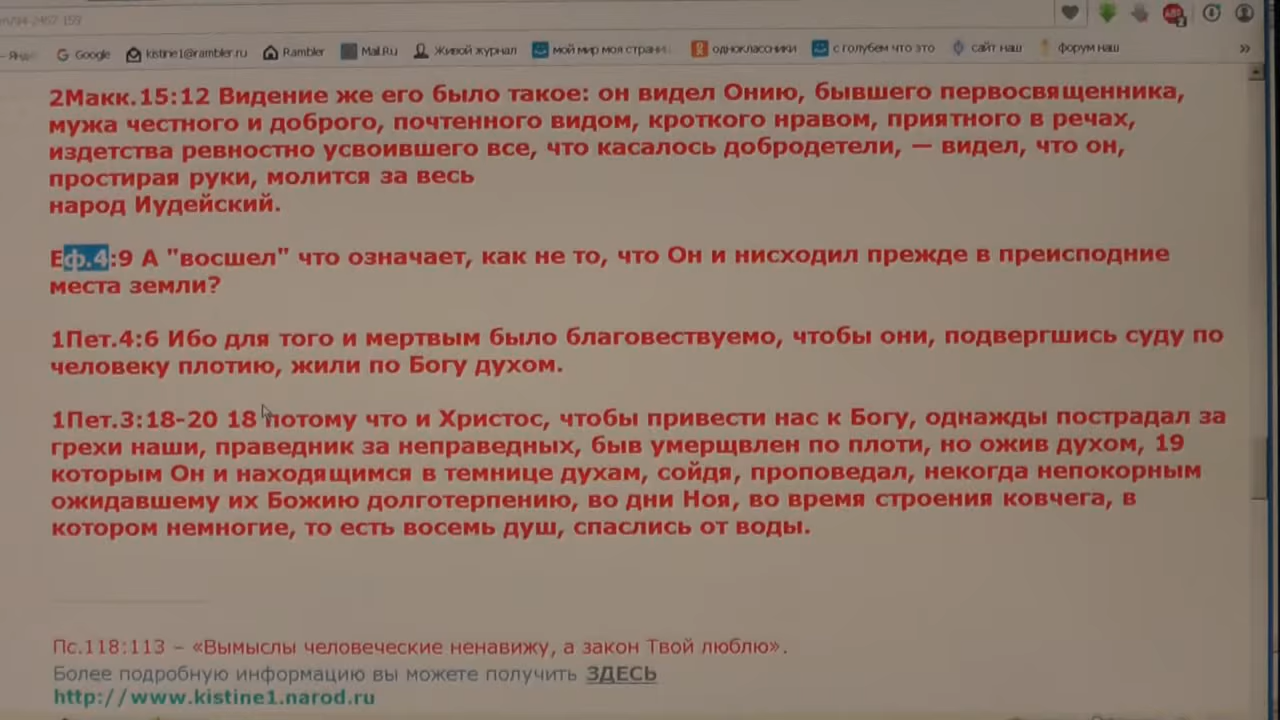 Google kistine1@rambler.ru Rambler Mail.Ru Живой журнал мой мир моя страни одноклассники с голубем что это сайт наш форум наш »
2Макк.15:12 Видение же его было такое: он видел Онию, бывшего первосвященника,
мужа честного и доброго, почтенного видом, кроткого нравом, приятного в речах,
издетства ревностно усвоившего все, что касалось добродетели, — видел, что он,
простирая руки, молится за весь
народ Иудейский.
Еф.4:9 А "восшел" что означает, как не то, что Он и нисходил прежде в преисподние
места земли?
1Пет.4:6 Ибо для того и мертвым было благовествуемо, чтобы они, подвергшись суду по
человеку плотию, жили по Богу духом.
1Пет.3:18-20 18 потому что и Христос, чтобы привести нас к Богу, однажды пострадал за
грехи наши, праведник за неправедных, быв умерщвлен по плоти, но ожив духом, 19
которым Он и находящимся в темнице духам, сойдя, проповедал, некогда непокорным
ожидавшему их Божию долготерпению, во дни Ноя, во время строения ковчега, в
котором немногие, то есть восемь душ, спаслись от воды.
Пс.118:113 – «Вымыслы человеческие ненавижу, а закон Твой люблю».
Более подробную информацию вы можете получить ЗДЕСЬ
http://www.kistine1.narod.ru